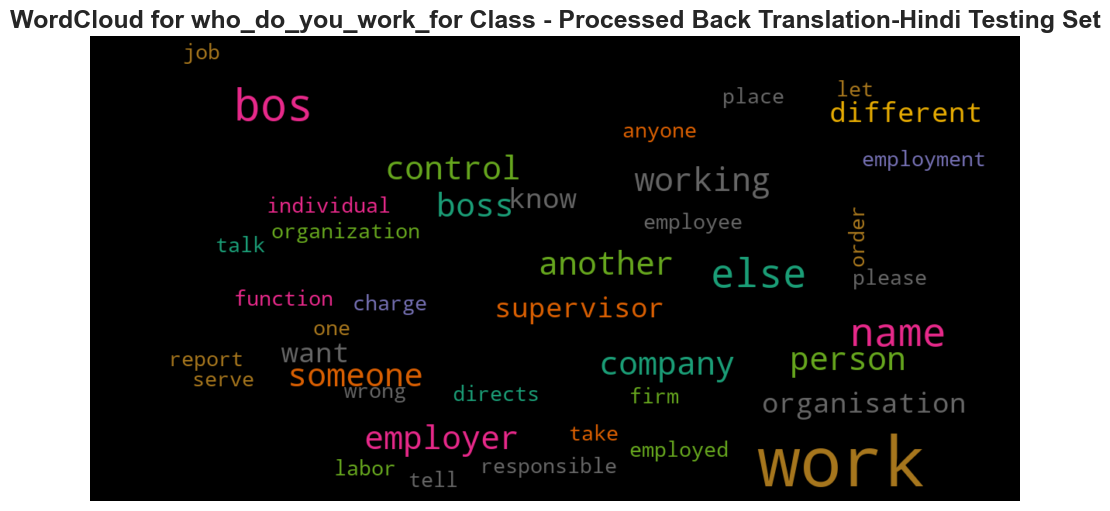 WordCloud for who_do_you_work_for Class - Processed Back Translation-Hindi Testing Set
job
bos
place
let
different
anyone
control
employment
working
boss
know
individual
employee
organization
talk
order
another
else
please
function
charge
supervisor
one
name
want
report
company
person
someone
serve
wrong
directs
firm
organisation
employer
take
employed
work
labor
responsible
tell